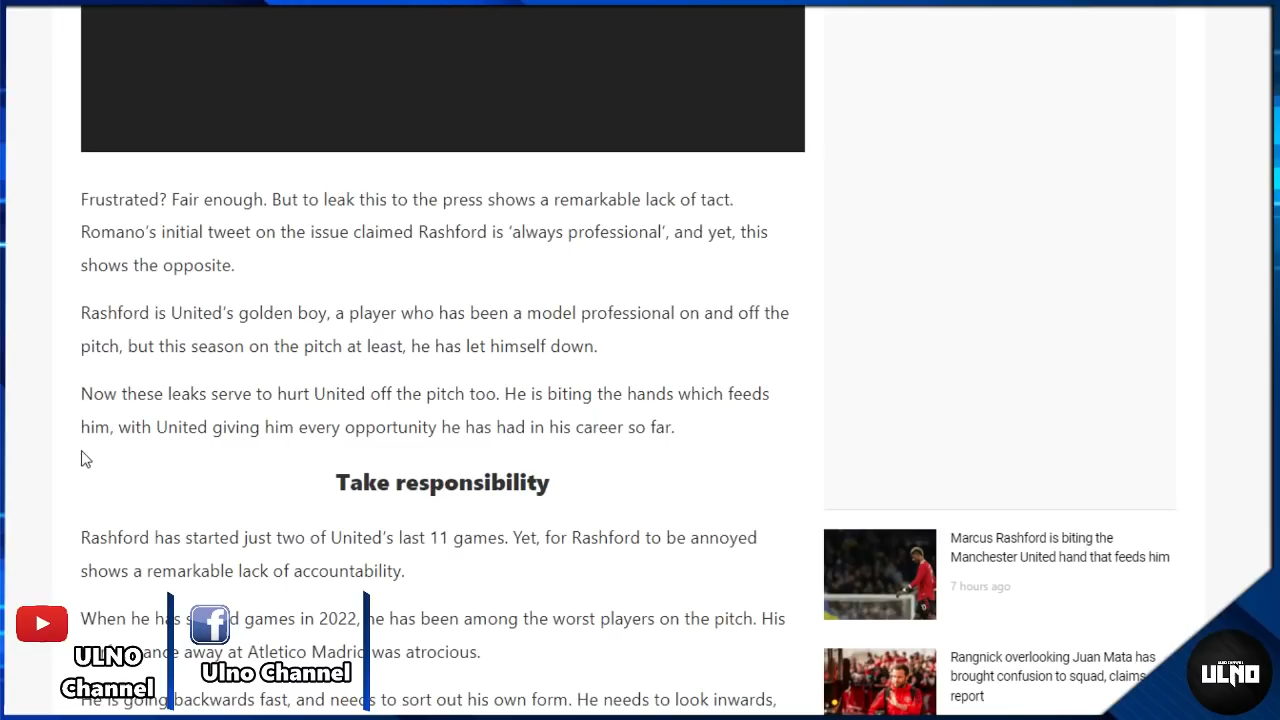 Frustrated? Fair enough. But to leak this to the press shows a remarkable lack of tact.
Romano's initial tweet on the issue claimed Rashford is 'always professional', and yet, this
shows the opposite.
Rashford is United's golden boy, a player who has been a model professional on and off the
pitch, but this season on the pitch at least, he has let himself down.
Now these leaks serve to hurt United off the pitch too. He is biting the hands which feeds
him, with United giving him every opportunity he has had in his career so far.
Take responsibility
Rashford has started just two of United's last 11 games. Yet, for Rashford to be annoyed
shows a remarkable lack of accountability.
When he has games in 2022, he has been among the worst players on the pitch. His
away at Atletico Madrid was atrocious.
He is going backwards fast, and needs to sort out his own form. He needs to look inwards,
Marcus Rashford is biting the
Manchester United hand that feeds him
7 hours ago
Rangnick overlooking Juan Mata has
brought confusion to squad, claims
report
ULNO
Channel
Ulno Channel
ULNO